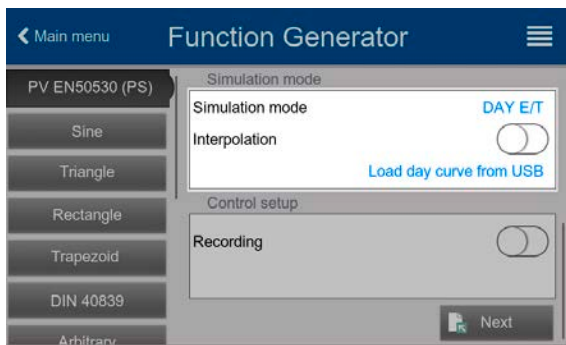 Main menu
Function Generator
PV EN50530 (PS)
Sine
Triangle
Rectangle
Trapezoid
DIN 40839
Arbitrary
Simulation mode
Simulation mode DAY E/T
Interpolation
Load day curve from USB
Control setup
Recording
Next